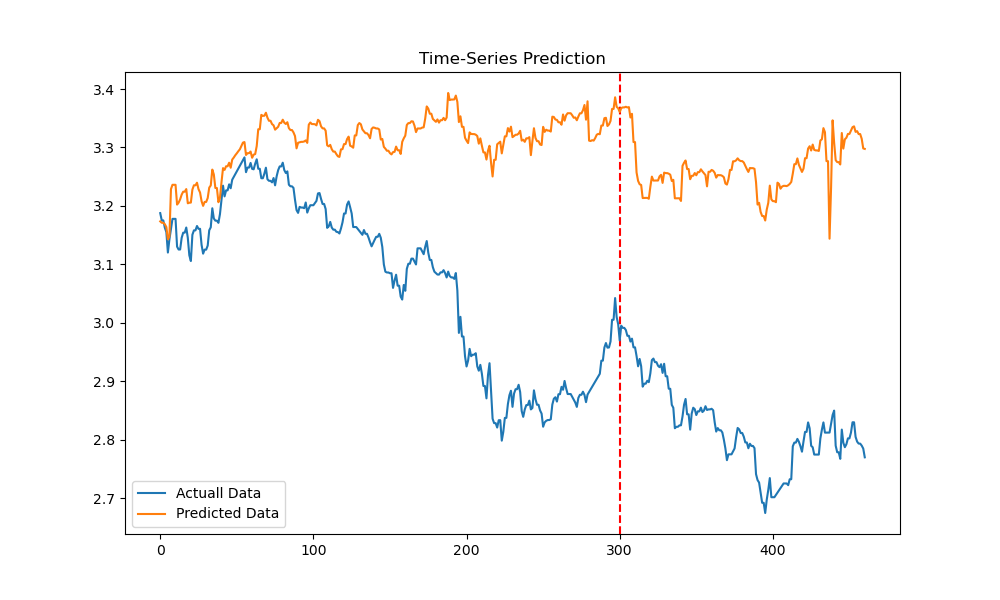 Time-Series Prediction
3.4
3.3
3.2
3.1
3.0
2.9
2.8
2.7
Actuall Data
Predicted Data
0 100 200 300 400